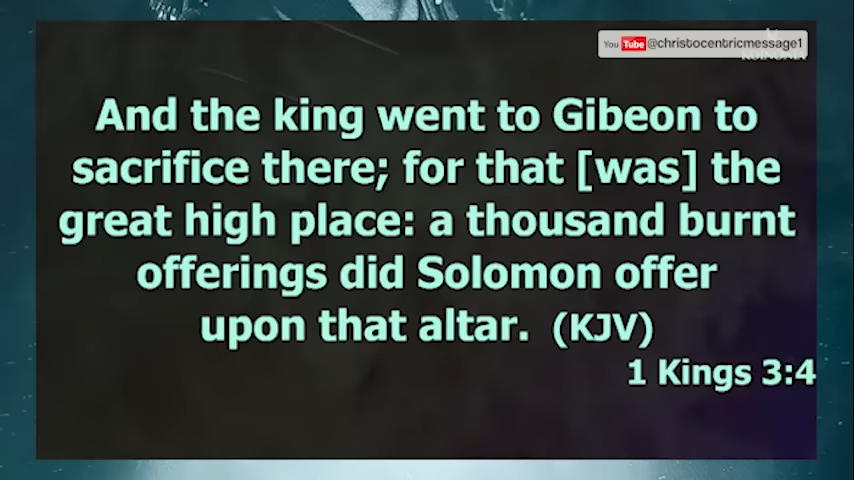 You Tube @christocentricmessage1
And the king went to Gibeon to
sacrifice there; for that [was] the
great high place: a thousand burnt
offerings did Solomon offer
upon that altar. (KJV)
1 Kings 3:4